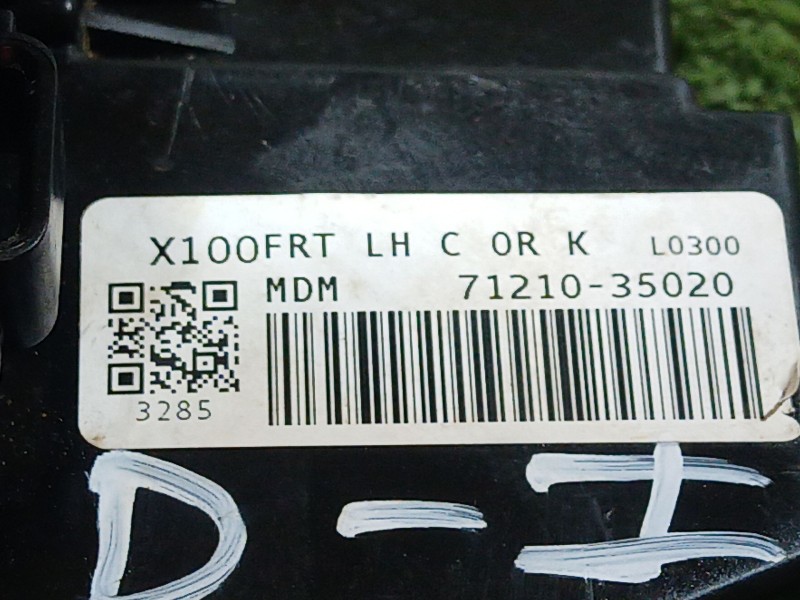 X100FRT LH C OR K L0300
MDM 71210-35020
3285
D-I